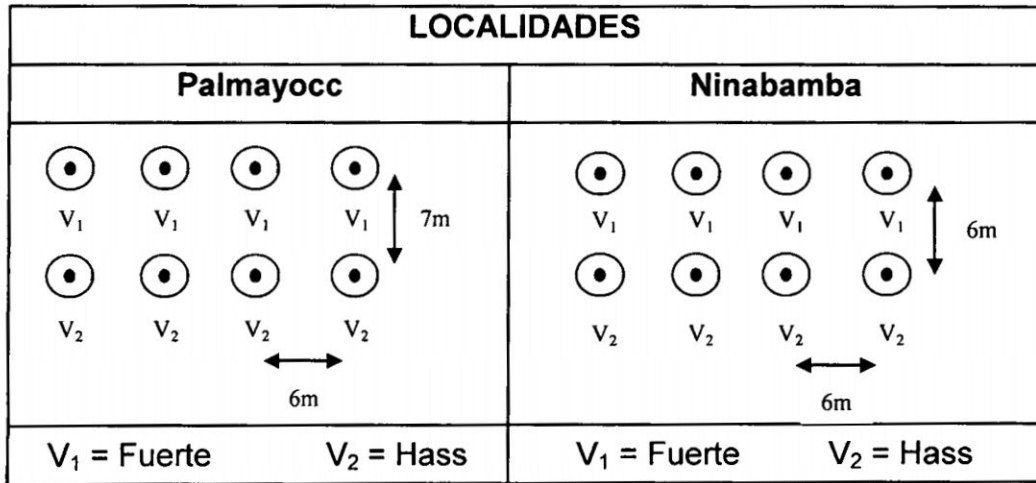 LOCALIDADES
Palmayocc Ninabamba
V₁ V₁ V₁ V₁ 7m
V₂ V₂ V₂ V₂
6m
V₁ V₁ V₁ V₁ 6m
V₂ V₂ V₂ V₂
6m
V₁ = Fuerte V₂ = Hass
V₁ = Fuerte V₂ = Hass